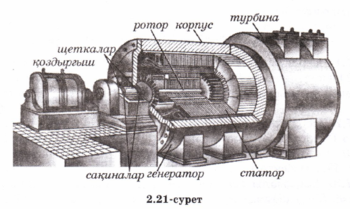 турбина
ротор корпус
щеткалар
қоздырғыш
сақиналар генератор статор
2.21-сурет